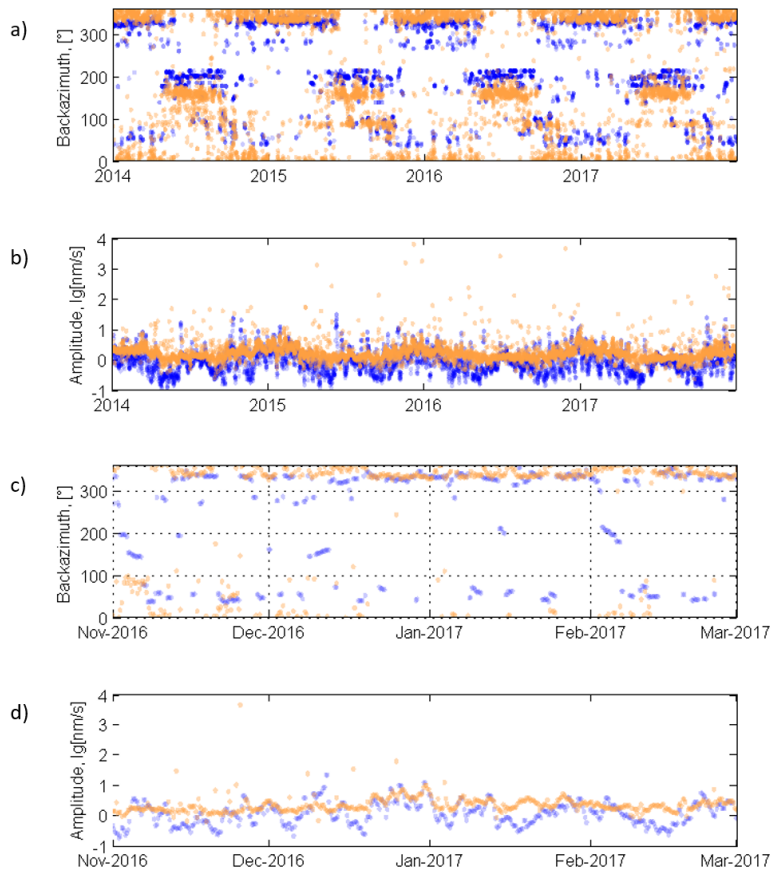 a)
Backazimuth, [°]
300
200
100
0
2014 2015 2016 2017
b)
Amplitude, lg[nm/s]
4
3
2
1
0
-1
2014 2015 2016 2017
c)
Backazimuth, [°]
300
200
100
0
Nov-2016 Dec-2016 Jan-2017 Feb-2017 Mar-2017
d)
Amplitude, lg[nm/s]
4
3
2
1
0
-1
Nov-2016 Dec-2016 Jan-2017 Feb-2017 Mar-2017